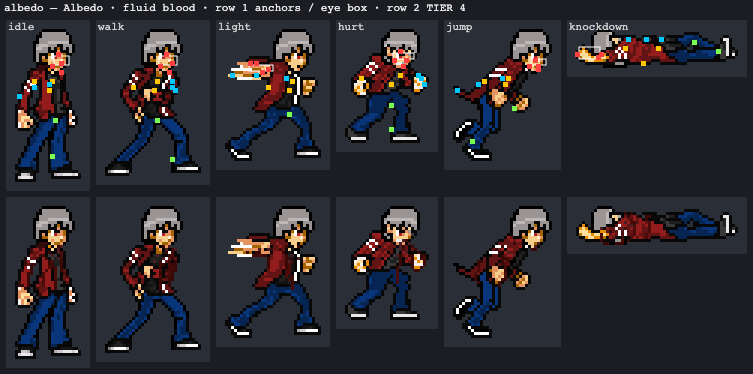 albedo — Albedo · fluid blood · row 1 anchors / eye box · row 2 TIER 4
idle walk light hurt jump knockdown